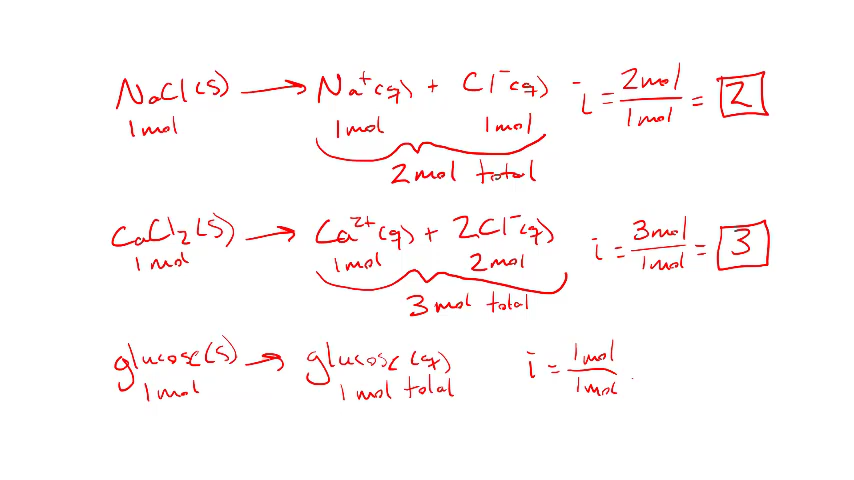 NaCl(s) → Na⁺(aq) + Cl⁻(aq) i = 2mol/1mol = 2
1mol 1mol 1mol
2mol total
CaCl₂(s) → Ca²⁺(aq) + 2Cl⁻(aq) i = 3mol/1mol = 3
1mol 1mol 2mol
3mol total
glucose(s) → glucose(aq) i = 1mol/1mol
1mol 1mol total